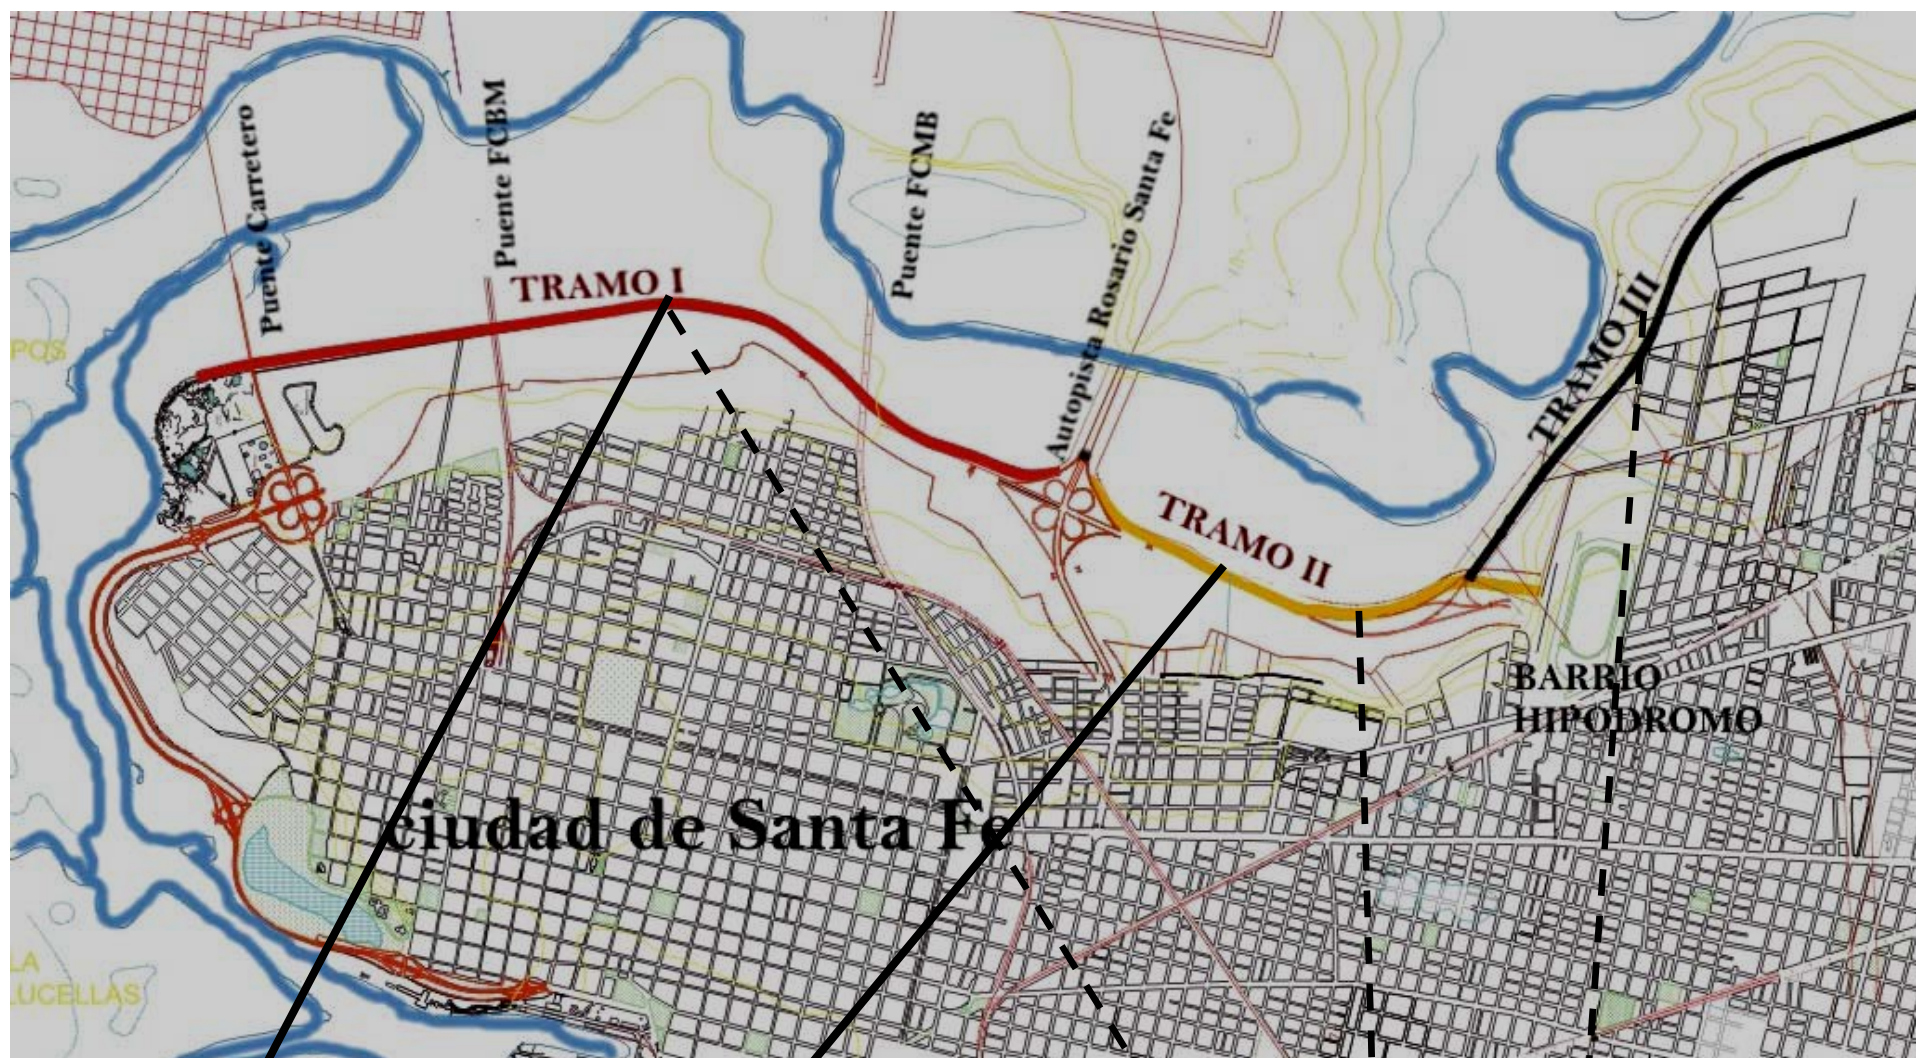 Puente Carretero
Puente FCBM
Puente FCMB
Autopista Rosario Santa Fe
TRAMO I
TRAMO II
TRAMO III
POS
BARRIO
HIPODROMO
ciudad de Santa Fe
LA
LUCELLAS